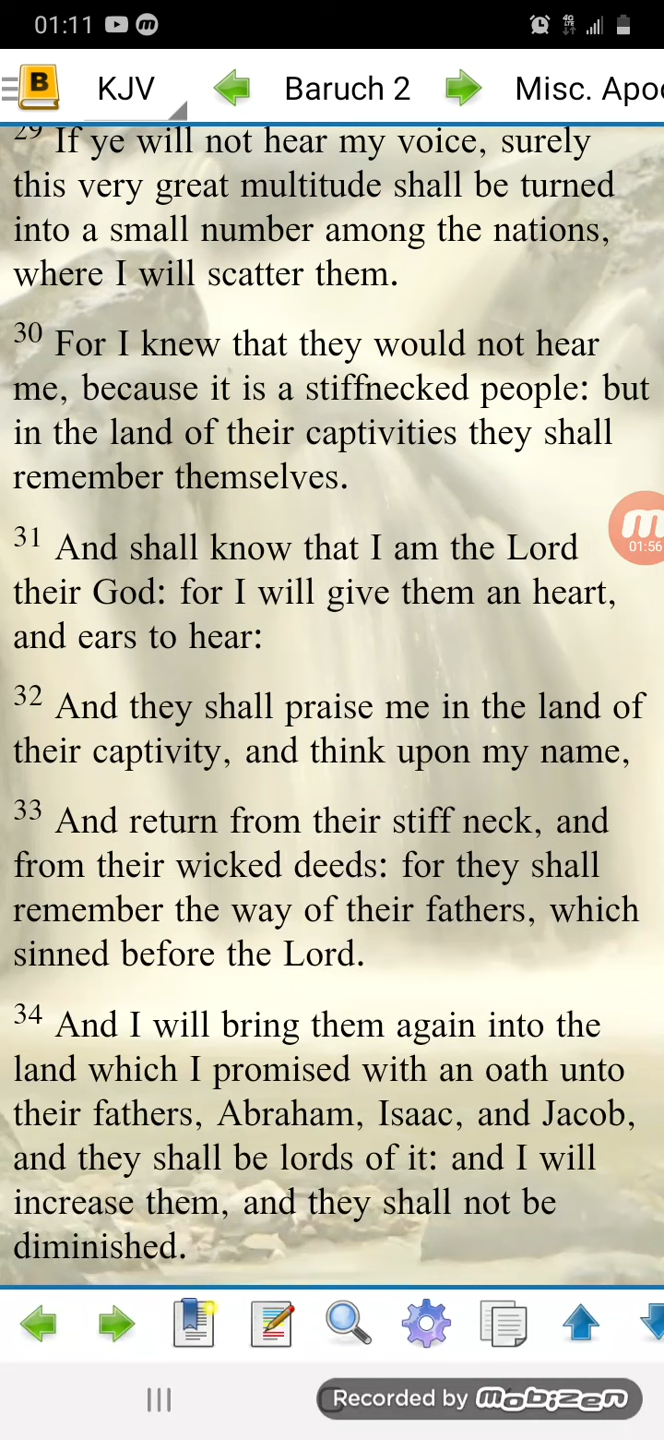 01:11
B KJV Baruch 2 Misc. Apo
29 If ye will not hear my voice, surely
this very great multitude shall be turned
into a small number among the nations,
where I will scatter them.
30 For I knew that they would not hear
me, because it is a stiffnecked people: but
in the land of their captivities they shall
remember themselves.
31 And shall know that I am the Lord
their God: for I will give them an heart,
and ears to hear:
m
01:56
32 And they shall praise me in the land of
their captivity, and think upon my name,
33 And return from their stiff neck, and
from their wicked deeds: for they shall
remember the way of their fathers, which
sinned before the Lord.
34 And I will bring them again into the
land which I promised with an oath unto
their fathers, Abraham, Isaac, and Jacob,
and they shall be lords of it: and I will
increase them, and they shall not be
diminished.
Recorded by mobizen